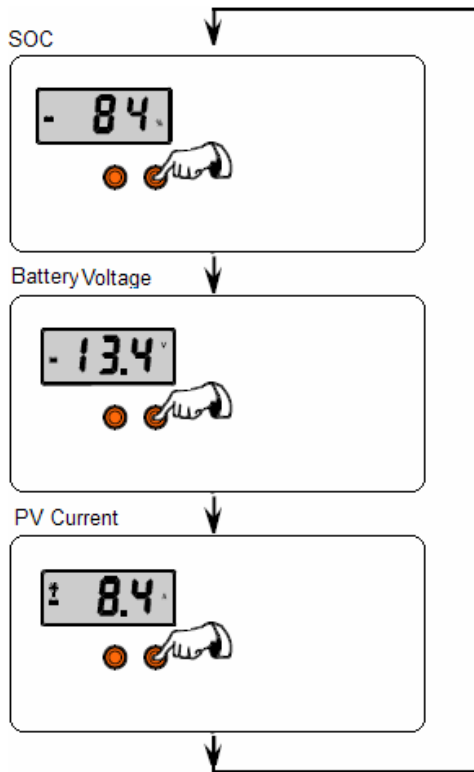 SOC
- 84 %
Battery Voltage
- 13.4 V
PV Current
8.4 A